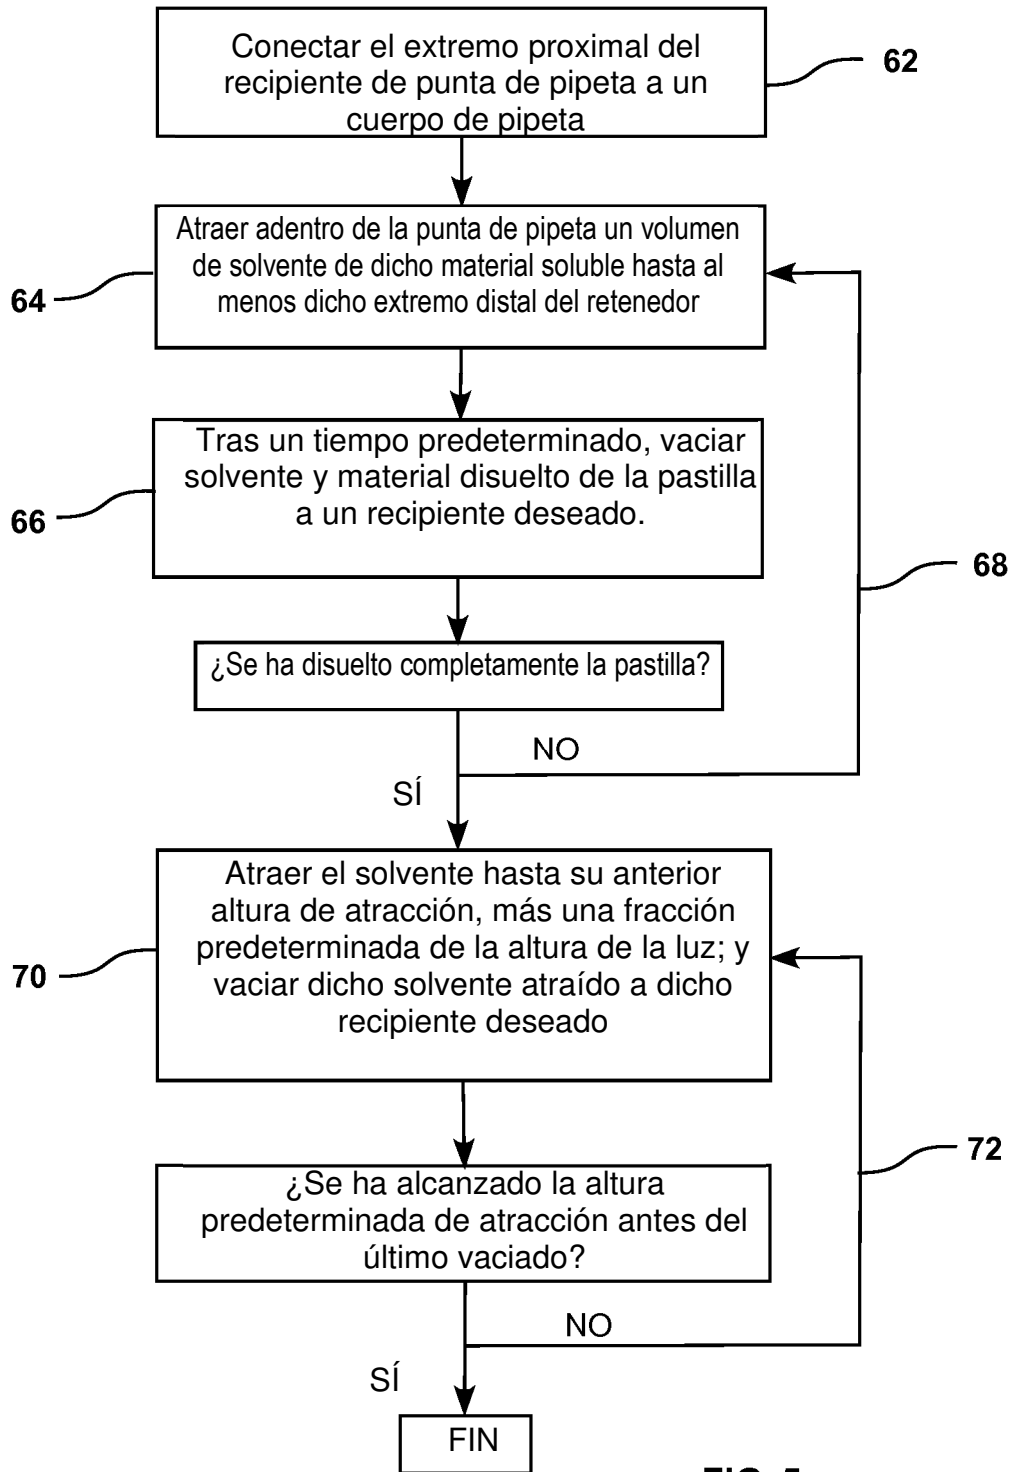 Conectar el extremo proximal del
recipiente de punta de pipeta a un
cuerpo de pipeta
62
Atraer adentro de la punta de pipeta un volumen
de solvente de dicho material soluble hasta al
menos dicho extremo distal del retenedor
64
Tras un tiempo predeterminado, vaciar
solvente y material disuelto de la pastilla
a un recipiente deseado.
66
68
¿Se ha disuelto completamente la pastilla?
NO
SÍ
Atraer el solvente hasta su anterior
altura de atracción, más una fracción
predeterminada de la altura de la luz; y
vaciar dicho solvente atraído a dicho
recipiente deseado
70
72
¿Se ha alcanzado la altura
predeterminada de atracción antes del
último vaciado?
NO
SÍ
FIN